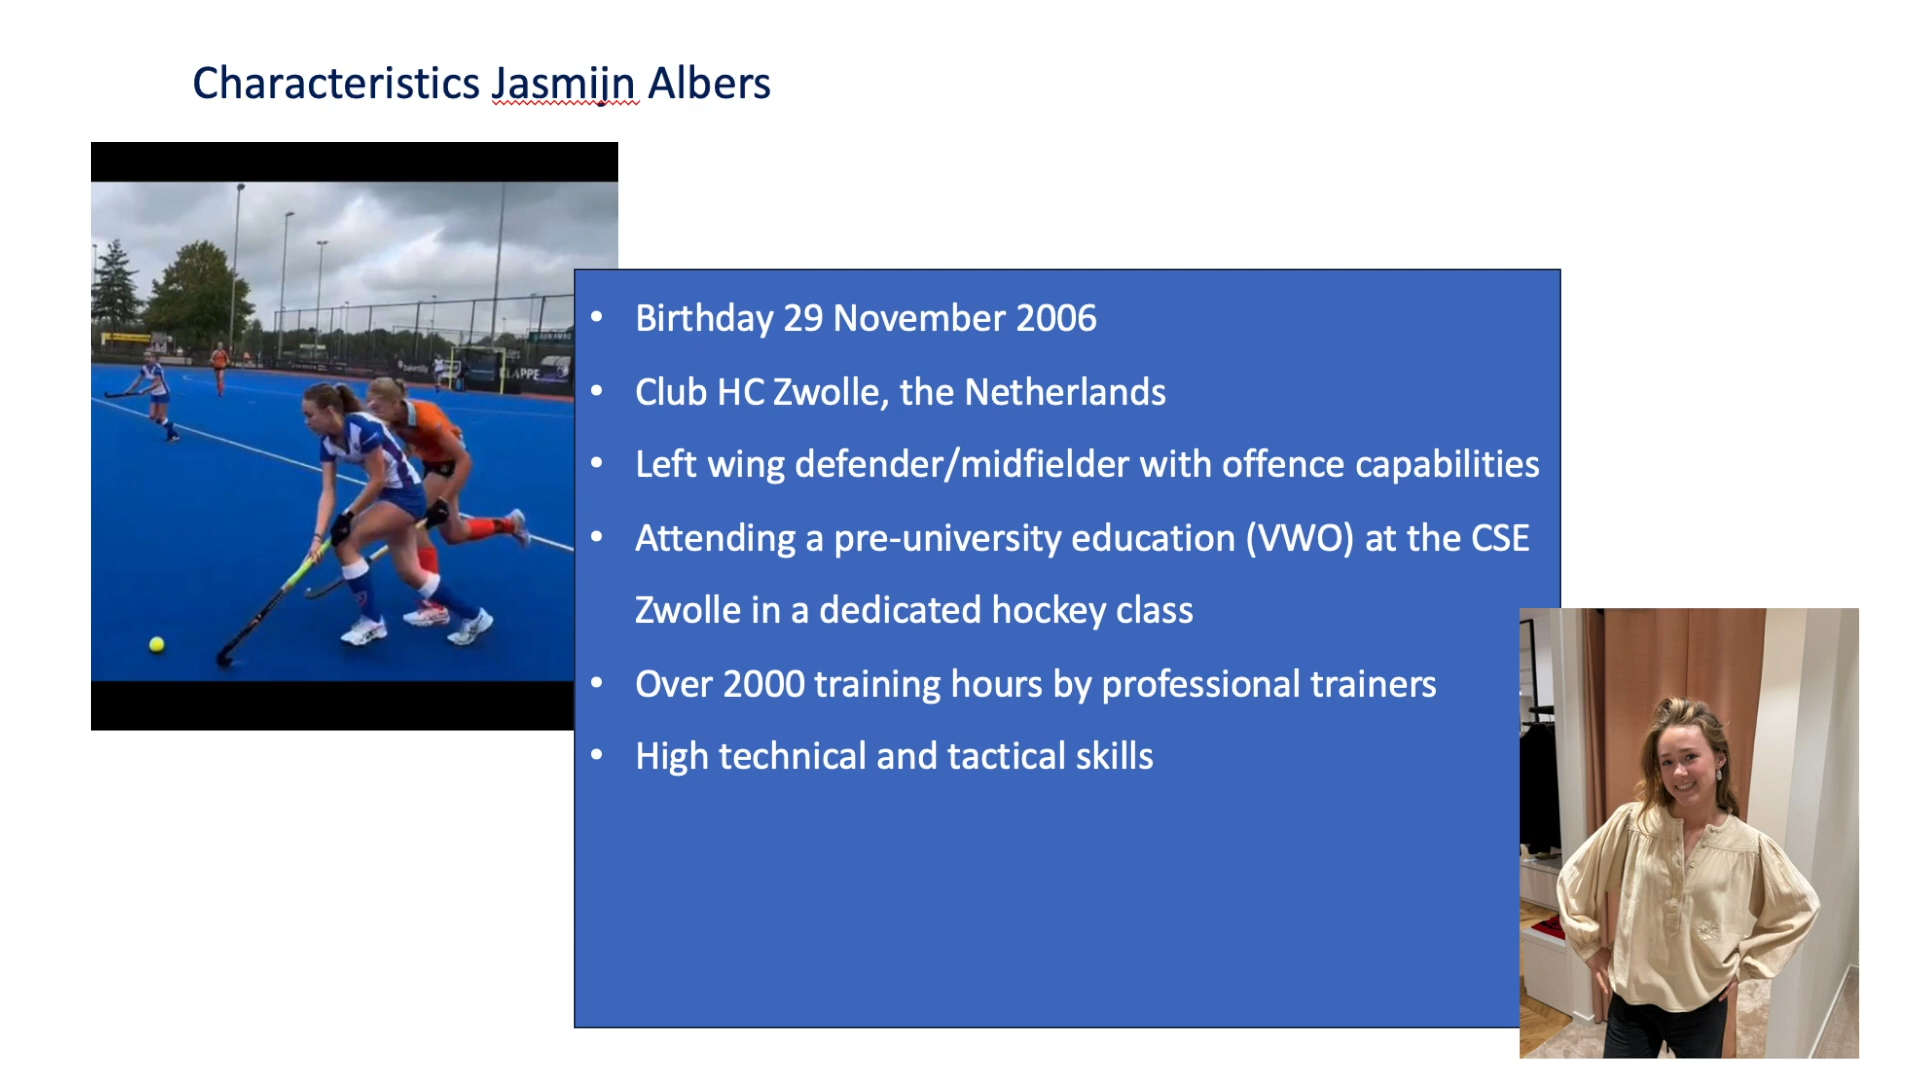 Characteristics Jasmijn Albers
• Birthday 29 November 2006
• Club HC Zwolle, the Netherlands
• Left wing defender/midfielder with offence capabilities
• Attending a pre-university education (VWO) at the CSE
Zwolle in a dedicated hockey class
• Over 2000 training hours by professional trainers
• High technical and tactical skills
KLAPPE